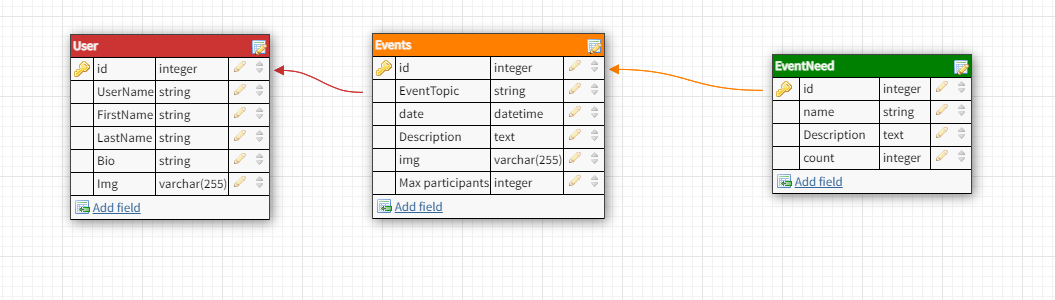 User
id integer
UserName string
FirstName string
LastName string
Bio string
Img varchar(255)
Add field
Events
id integer
EventTopic string
date datetime
Description text
img varchar(255)
Max participants integer
Add field
EventNeed
id integer
name string
Description text
count integer
Add field